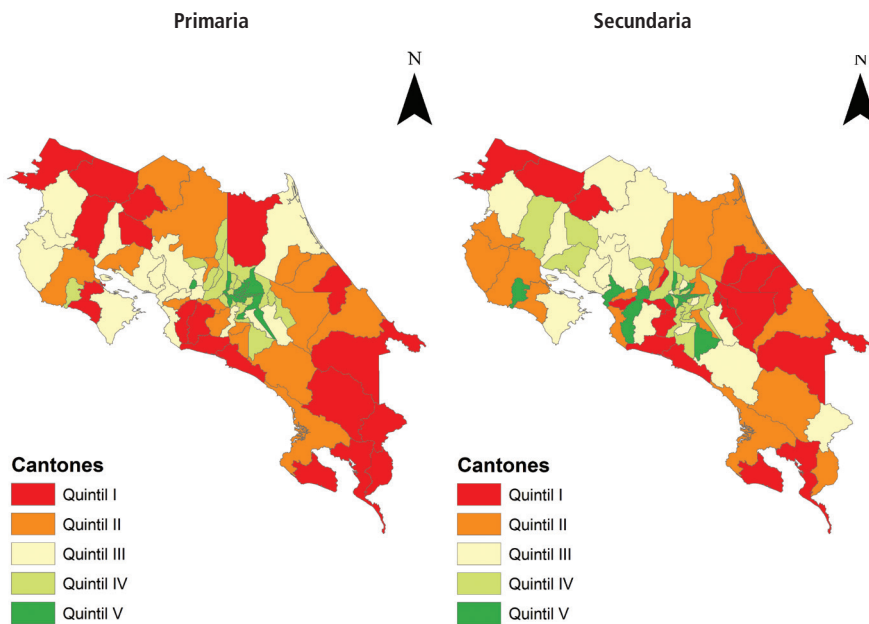 Primaria
N
Cantones
Quintil I
Quintil II
Quintil III
Quintil IV
Quintil V
Secundaria
N
Cantones
Quintil I
Quintil II
Quintil III
Quintil IV
Quintil V